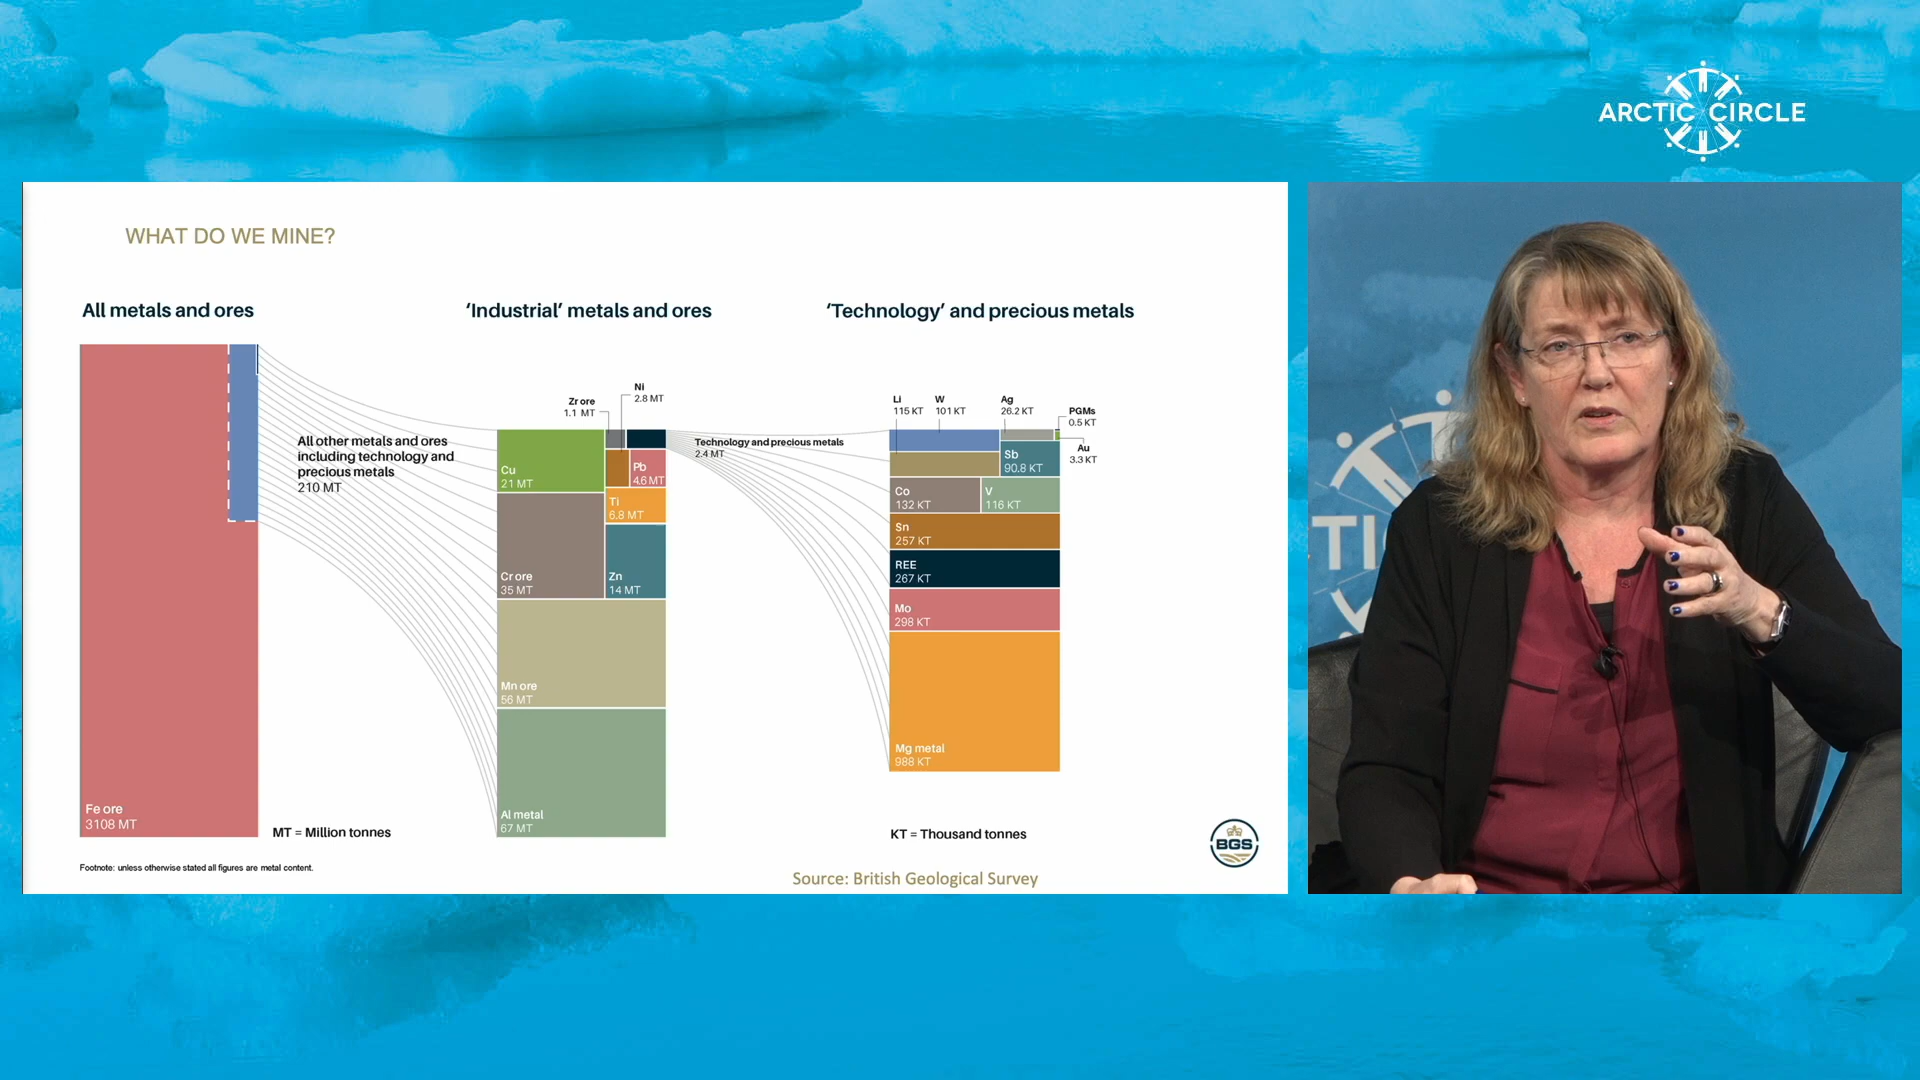 ARCTIC CIRCLE
WHAT DO WE MINE?
All metals and ores
Fe ore
3108 MT
All other metals and ores
including technology and
precious metals
210 MT
MT = Million tonnes
'Industrial' metals and ores
Zr ore
1.1 MT
Ni
2.8 MT
Cu
21 MT
Pb
4.6 MT
Ti
6.8 MT
Cr ore
35 MT
Zn
14 MT
Mn ore
56 MT
Al metal
67 MT
Technology and precious metals
2.4 MT
'Technology' and precious metals
Li
115 KT
W
101 KT
Ag
26.2 KT
PGMs
0.5 KT
Au
3.3 KT
Sb
90.8 KT
Co
132 KT
V
116 KT
Sn
257 KT
REE
267 KT
Mo
298 KT
Mg metal
988 KT
KT = Thousand tonnes
BGS
Footnote: unless otherwise stated all figures are metal content.
Source: British Geological Survey
TI